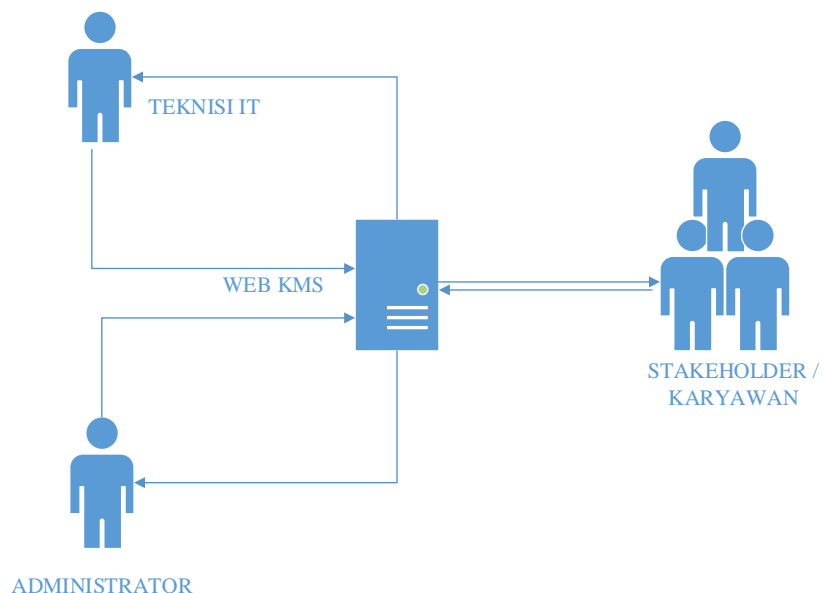 TEKNISI IT
WEB KMS
STAKEHOLDER /
KARYAWAN
ADMINISTRATOR